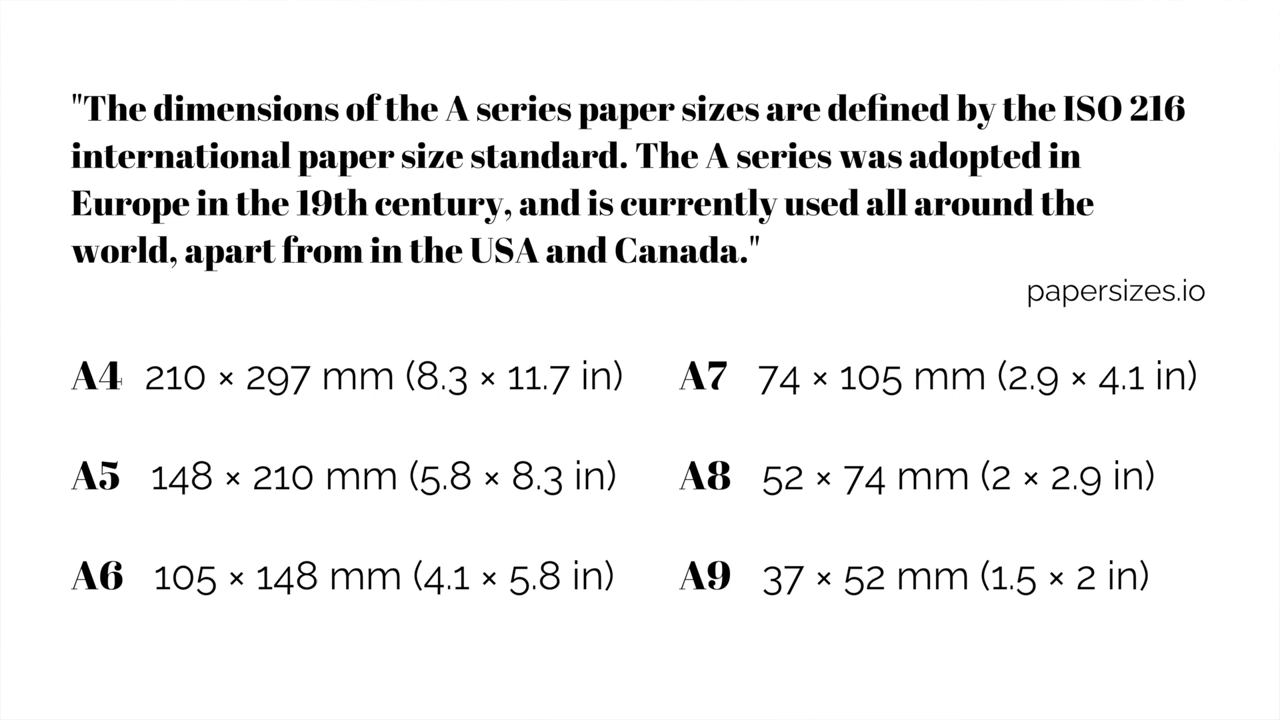 "The dimensions of the A series paper sizes are defined by the ISO 216
international paper size standard. The A series was adopted in
Europe in the 19th century, and is currently used all around the
world, apart from in the USA and Canada."
papersizes.io
A4 210 × 297 mm (8.3 × 11.7 in)
A7 74 × 105 mm (2.9 × 4.1 in)
A5 148 × 210 mm (5.8 × 8.3 in)
A8 52 × 74 mm (2 × 2.9 in)
A6 105 × 148 mm (4.1 × 5.8 in)
A9 37 × 52 mm (1.5 × 2 in)